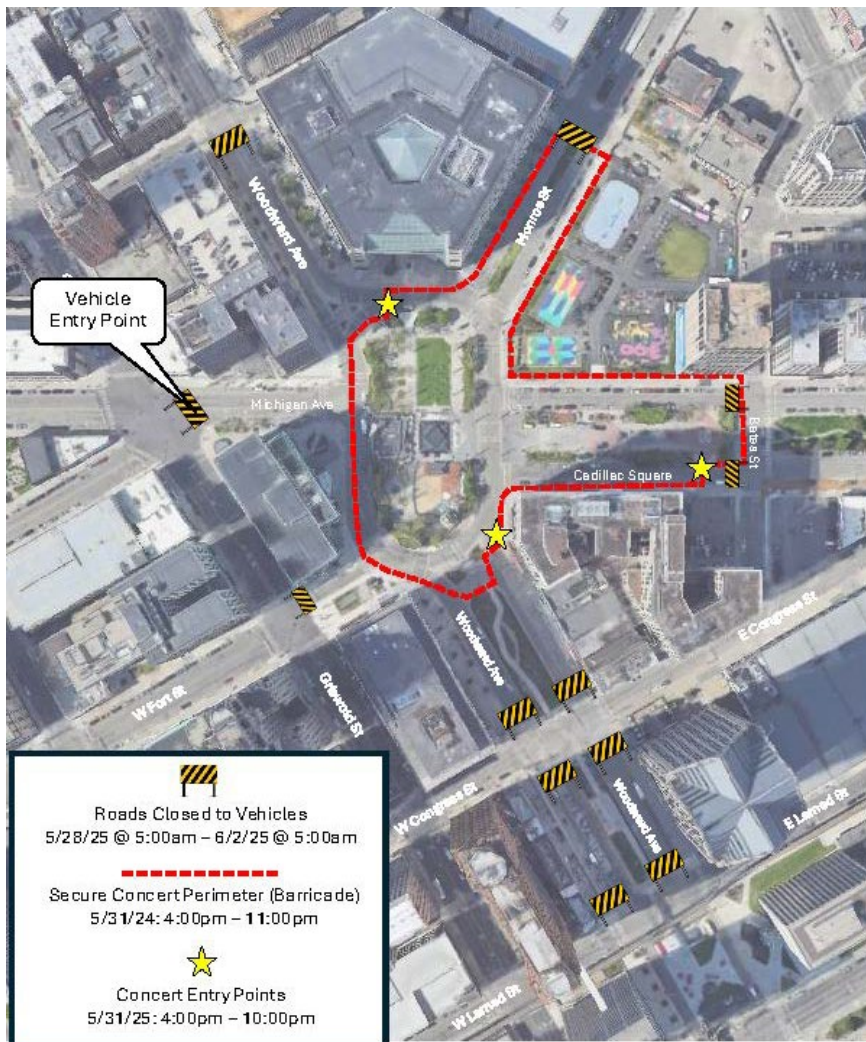 Woodward Ave
Monroe St
Vehicle
Entry Point
Michigan Ave
Bates St
Cadillac Square
Woodward Ave
E Congress St
W Fort St
Griswold St
Woodward Ave
W Congress St
E Larned St
W Larned St
Roads Closed to Vehicles
5/28/25 @ 5:00am – 6/2/25 @ 5:00am
Secure Concert Perimeter (Barricade)
5/31/24: 4:00pm – 11:00pm
Concert Entry Points
5/31/25: 4:00pm – 10:00pm